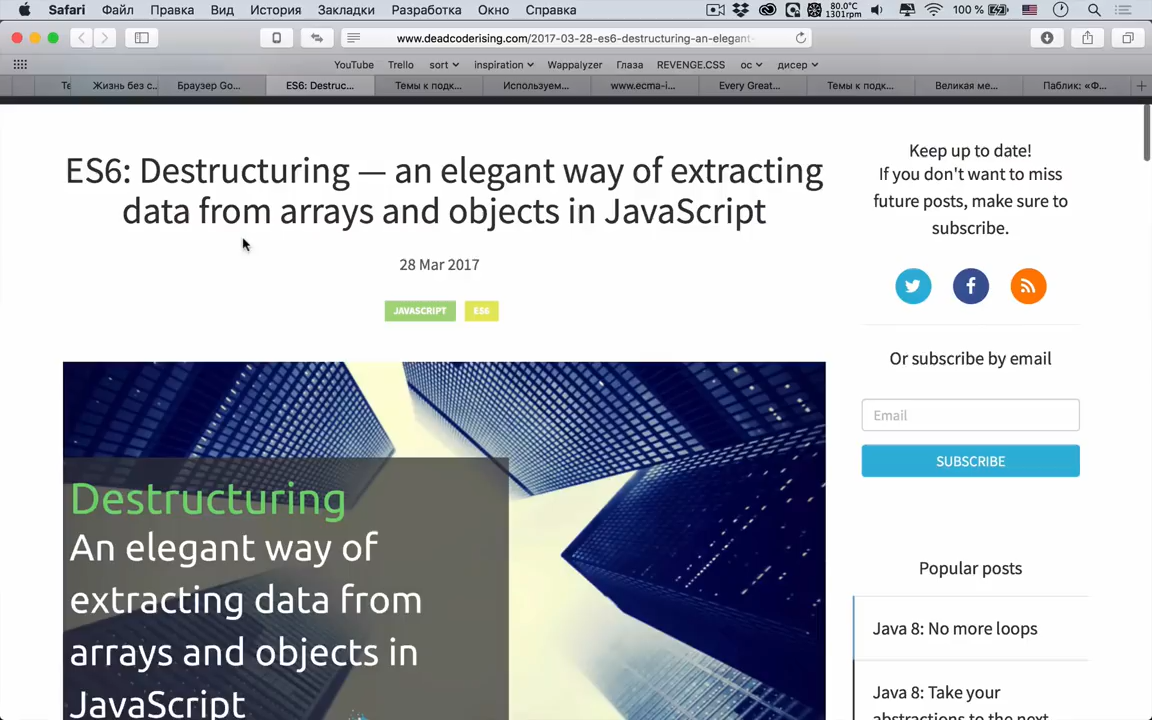 Safari Файл Правка Вид История Закладки Разработка Окно Справка 80.0°C 1301rpm 100 %
www.deadcoderising.com/2017-03-28-es6-destructuring-an-elegant-
YouTube Trello sort inspiration Wappalyzer Глаза REVENGE.CSS ос дисер
Те Жизнь без с... Браузер Go... ES6: Destruc... Темы к подк... Используем... www.ecma-i... Every Great... Темы к подк... Великая ме... Паблик: «Ф...
ES6: Destructuring — an elegant way of extracting
data from arrays and objects in JavaScript
28 Mar 2017
JAVASCRIPT ES6
Destructuring
An elegant way of
extracting data from
arrays and objects in
JavaScript
Keep up to date!
If you don't want to miss
future posts, make sure to
subscribe.
Or subscribe by email
Email
SUBSCRIBE
Popular posts
Java 8: No more loops
Java 8: Take your
abstractions to the next